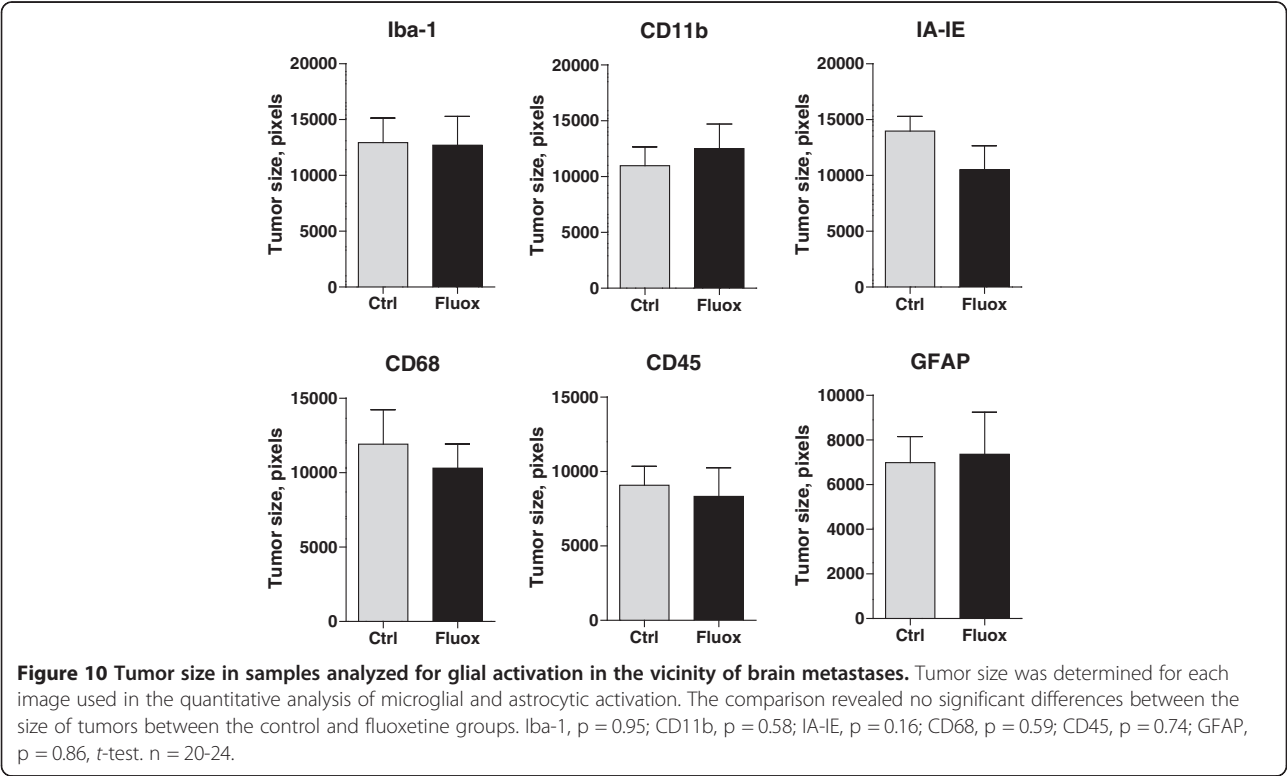 Iba-1
CD11b
IA-IE
20000
15000
10000
5000
0
Tumor size, pixels
Ctrl Fluox
20000
15000
10000
5000
0
Tumor size, pixels
Ctrl Fluox
20000
15000
10000
5000
0
Tumor size, pixels
Ctrl Fluox
CD68
CD45
GFAP
15000
10000
5000
0
Tumor size, pixels
Ctrl Fluox
15000
10000
5000
0
Tumor size, pixels
Ctrl Fluox
10000
8000
6000
4000
2000
0
Tumor size, pixels
Ctrl Fluox
Figure 10 Tumor size in samples analyzed for glial activation in the vicinity of brain metastases. Tumor size was determined for each
image used in the quantitative analysis of microglial and astrocytic activation. The comparison revealed no significant differences between the
size of tumors between the control and fluoxetine groups. Iba-1, p = 0.95; CD11b, p = 0.58; IA-IE, p = 0.16; CD68, p = 0.59; CD45, p = 0.74; GFAP,
p = 0.86, t-test. n = 20-24.